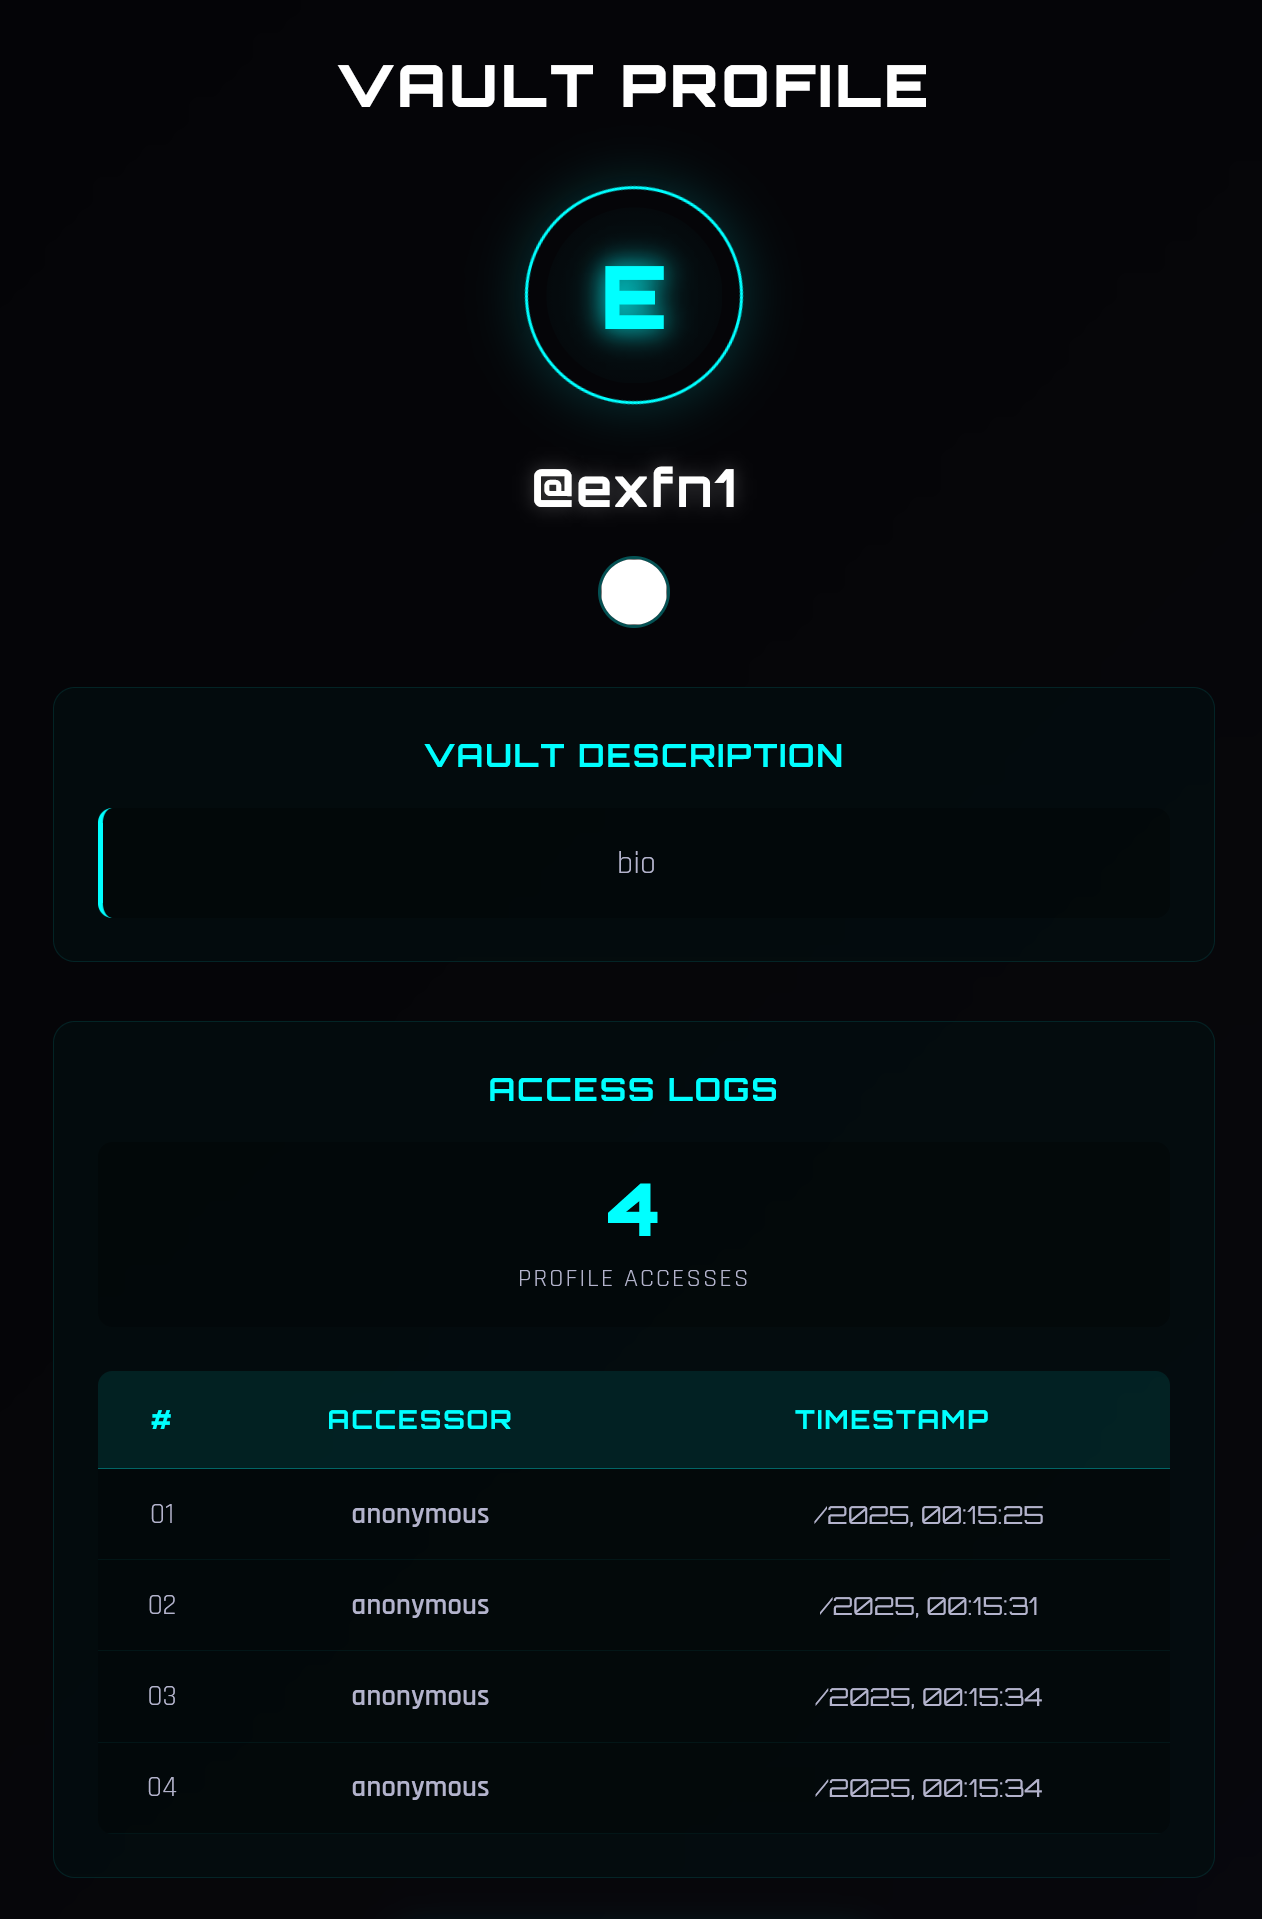 VAULT PROFILE
E
@exfn1
VAULT DESCRIPTION
bio
ACCESS LOGS
4
PROFILE ACCESSES
# ACCESSOR TIMESTAMP
01 anonymous /2025, 00:15:25
02 anonymous /2025, 00:15:31
03 anonymous /2025, 00:15:34
04 anonymous /2025, 00:15:34